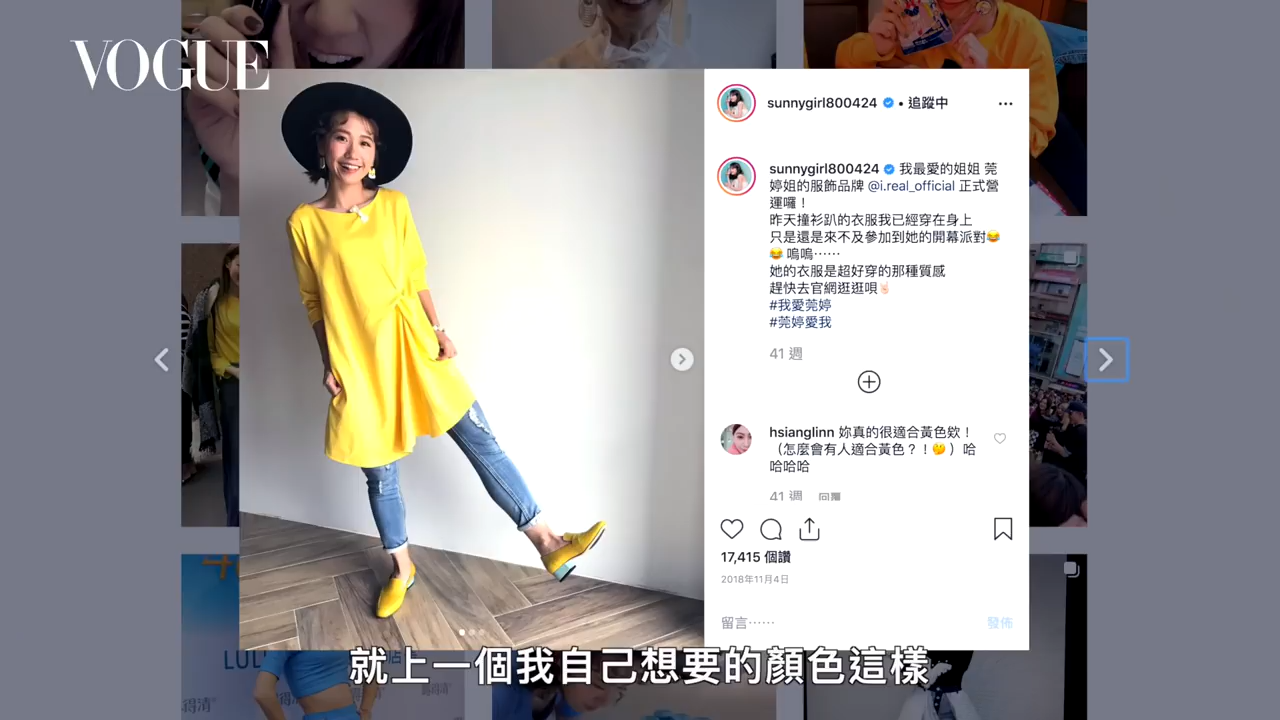 VOGUE
sunnygirl800424 • 追蹤中
sunnygirl800424 我最愛的姐姐 莞
婷姐的服飾品牌 @i.real_official 正式營
運囉！
昨天撞衫趴的衣服我已經穿在身上
只是還是來不及參加到她的開幕派對😂
😂 嗚嗚⋯⋯
她的衣服是超好穿的那種質感
趕快去官網逛逛唄☝🏻
#我愛莞婷
#莞婷愛我
41 週
hsianglinn 妳真的很適合黃色欸！
（怎麼會有人適合黃色？！🤔）哈
哈哈哈
41 週 回覆
17,415 個讚
2018年11月4日
留言⋯⋯
發佈
就上一個我自己想要的顏色這樣